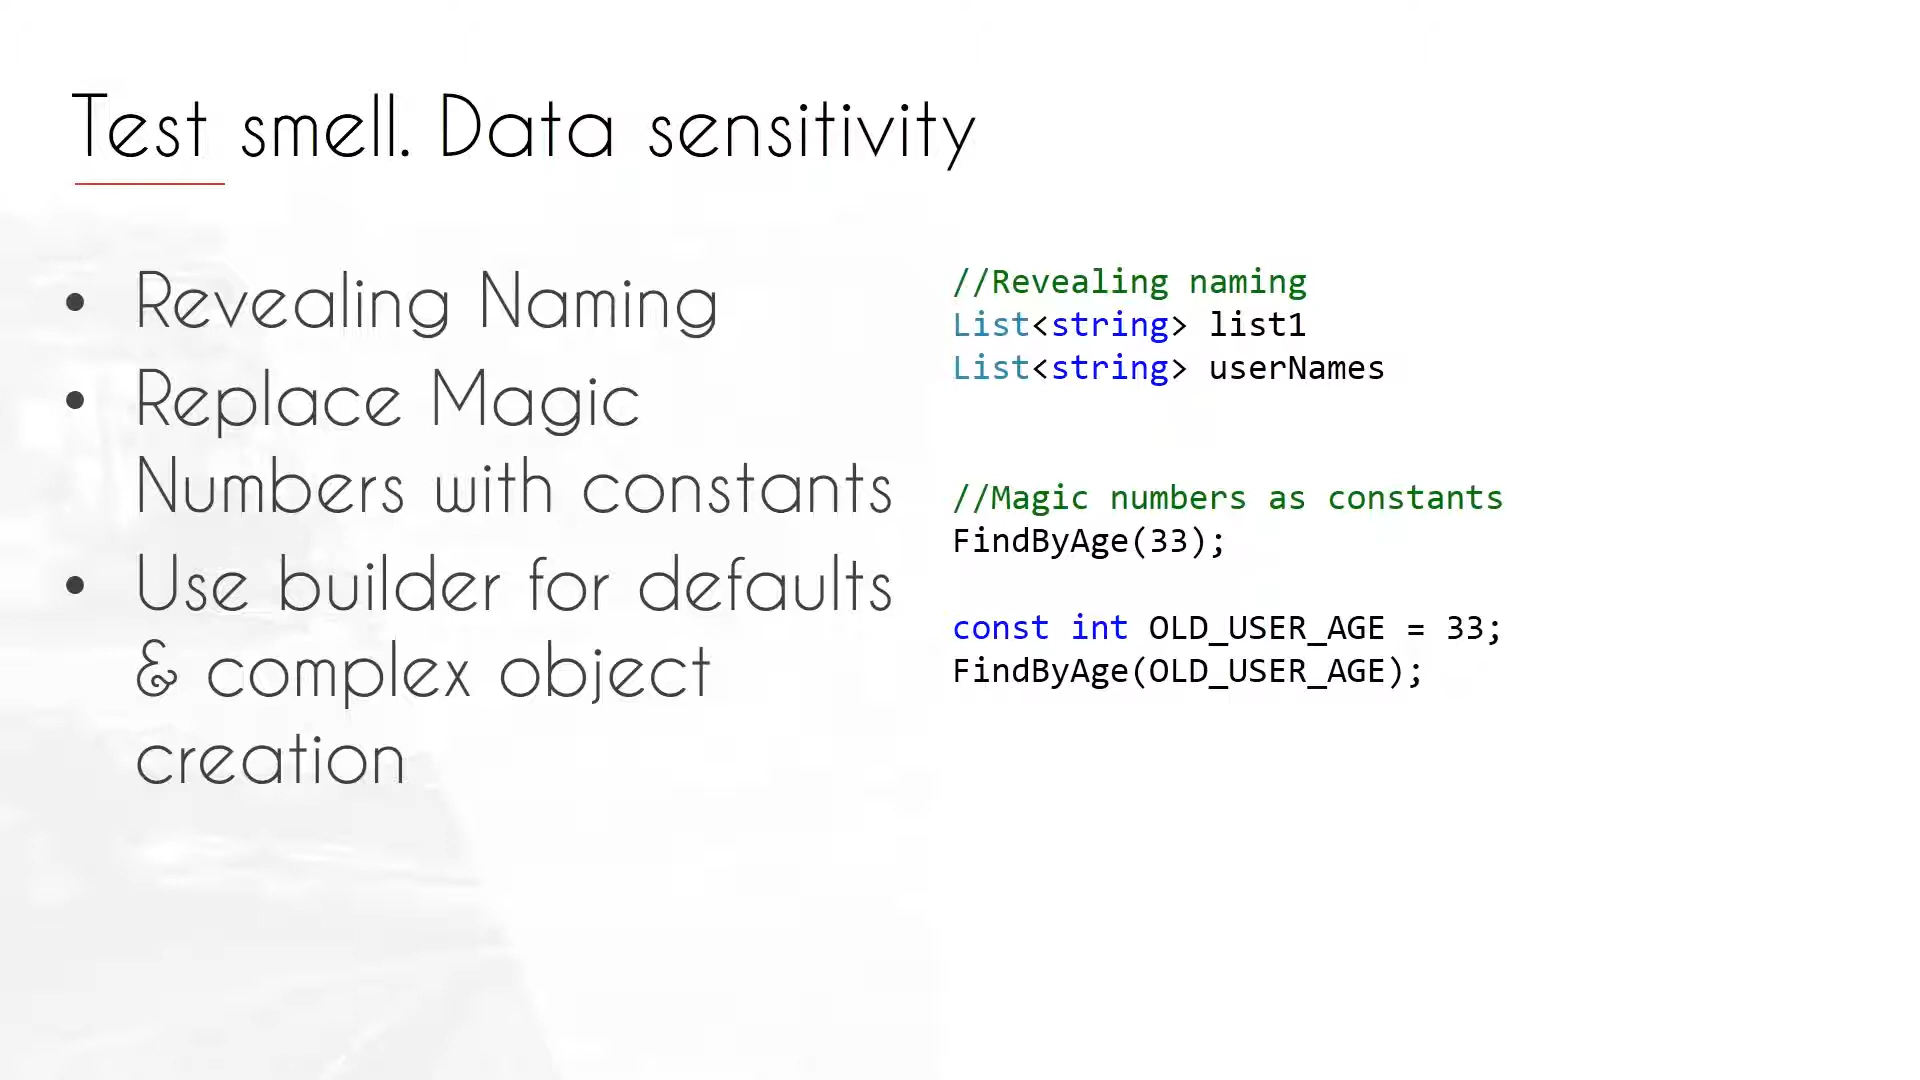 Test smell. Data sensitivity
• Revealing Naming
• Replace Magic
Numbers with constants
• Use builder for defaults
& complex object
creation
//Revealing naming
List<string> list1
List<string> userNames
//Magic numbers as constants
FindByAge(33);
const int OLD_USER_AGE = 33;
FindByAge(OLD_USER_AGE);